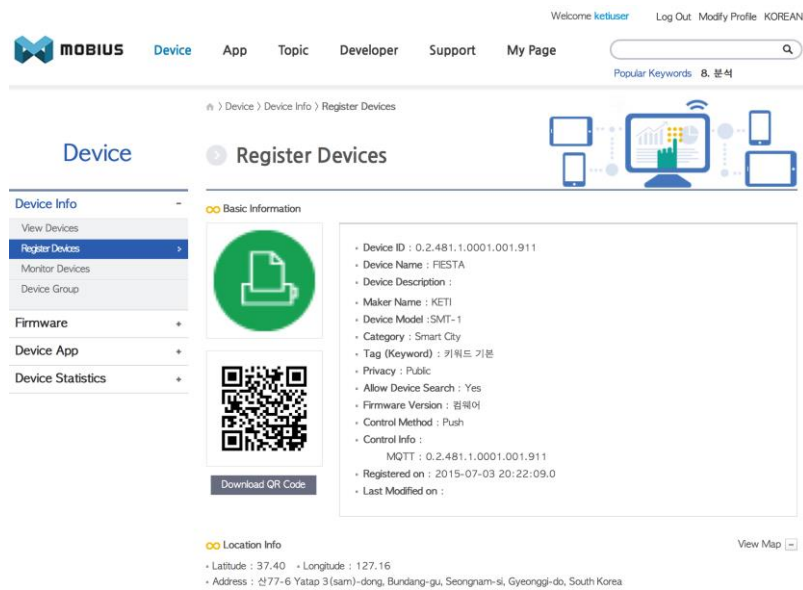 Welcome ketiuser Log Out Modify Profile KOREAN
MOBIUS Device App Topic Developer Support My Page
Popular Keywords 8. 분석
Device > Device Info > Register Devices
Device
Register Devices
Device Info -
View Devices
Register Devices >
Monitor Devices
Device Group
Firmware +
Device App +
Device Statistics +
Basic Information
Download QR Code
• Device ID : 0.2.481.1.0001.001.911
• Device Name : FIESTA
• Device Description :
• Maker Name : KETI
• Device Model :SMT-1
• Category : Smart City
• Tag (Keyword) : 키워드 기본
• Privacy : Public
• Allow Device Search : Yes
• Firmware Version : 펌웨어
• Control Method : Push
• Control Info :
MQTT : 0.2.481.1.0001.001.911
• Registered on : 2015-07-03 20:22:09.0
• Last Modified on :
Location Info View Map -
• Latitude : 37.40 • Longitude : 127.16
• Address : 산77-6 Yatap 3(sam)-dong, Bundang-gu, Seongnam-si, Gyeonggi-do, South Korea